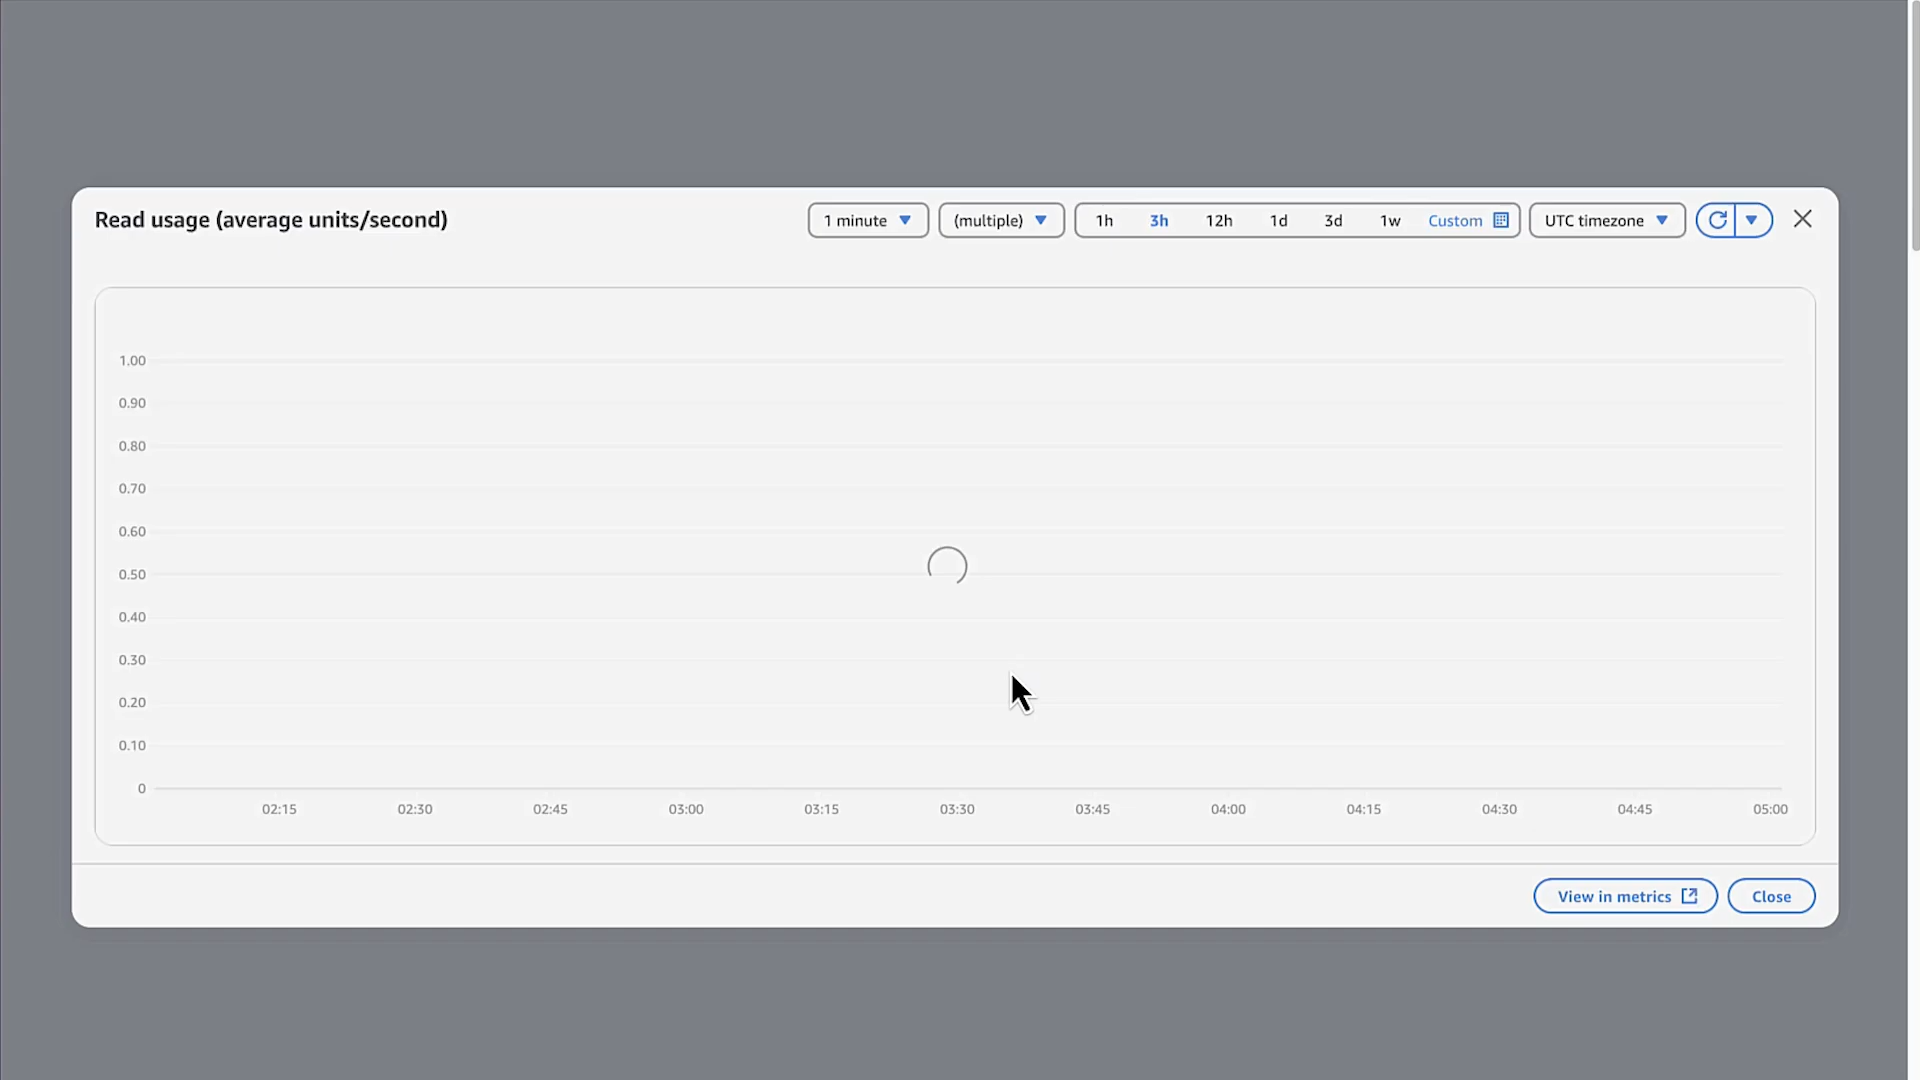 Read usage (average units/second)
1 minute (multiple) 1h 3h 12h 1d 3d 1w Custom UTC timezone
1.00
0.90
0.80
0.70
0.60
0.50
0.40
0.30
0.20
0.10
0
02:15 02:30 02:45 03:00 03:15 03:30 03:45 04:00 04:15 04:30 04:45 05:00
View in metrics Close